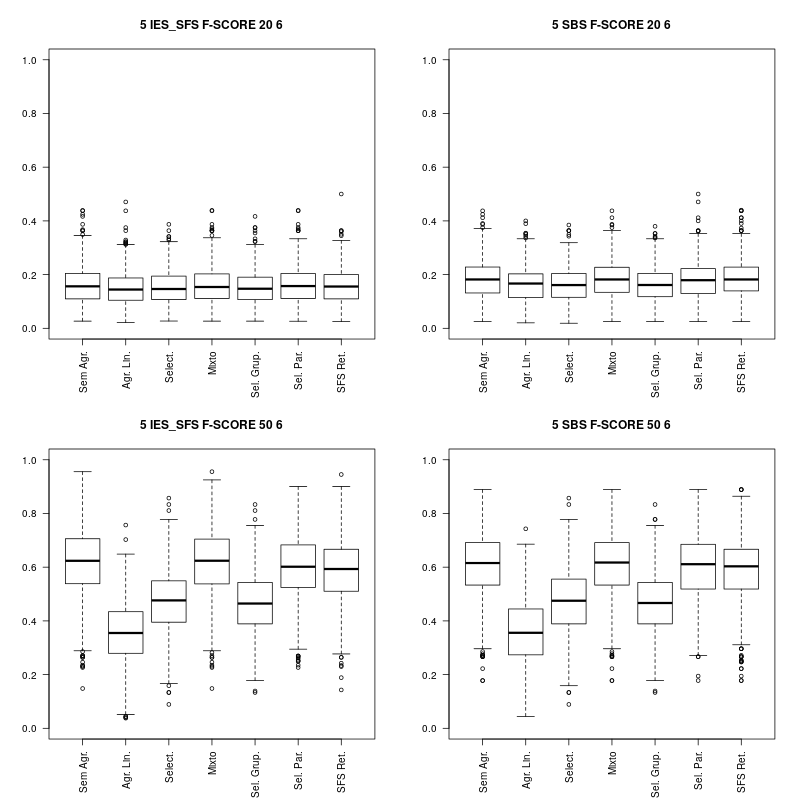 5 IES_SFS F-SCORE 20 6
1.0
0.8
0.6
0.4
0.2
0.0
Sem Agr.
Agr. Lin.
Select.
Mixto
Sel. Grup.
Sel. Par.
SFS Ret.
5 SBS F-SCORE 20 6
1.0
0.8
0.6
0.4
0.2
0.0
Sem Agr.
Agr. Lin.
Select.
Mixto
Sel. Grup.
Sel. Par.
SFS Ret.
5 IES_SFS F-SCORE 50 6
1.0
0.8
0.6
0.4
0.2
0.0
Sem Agr.
Agr. Lin.
Select.
Mixto
Sel. Grup.
Sel. Par.
SFS Ret.
5 SBS F-SCORE 50 6
1.0
0.8
0.6
0.4
0.2
0.0
Sem Agr.
Agr. Lin.
Select.
Mixto
Sel. Grup.
Sel. Par.
SFS Ret.